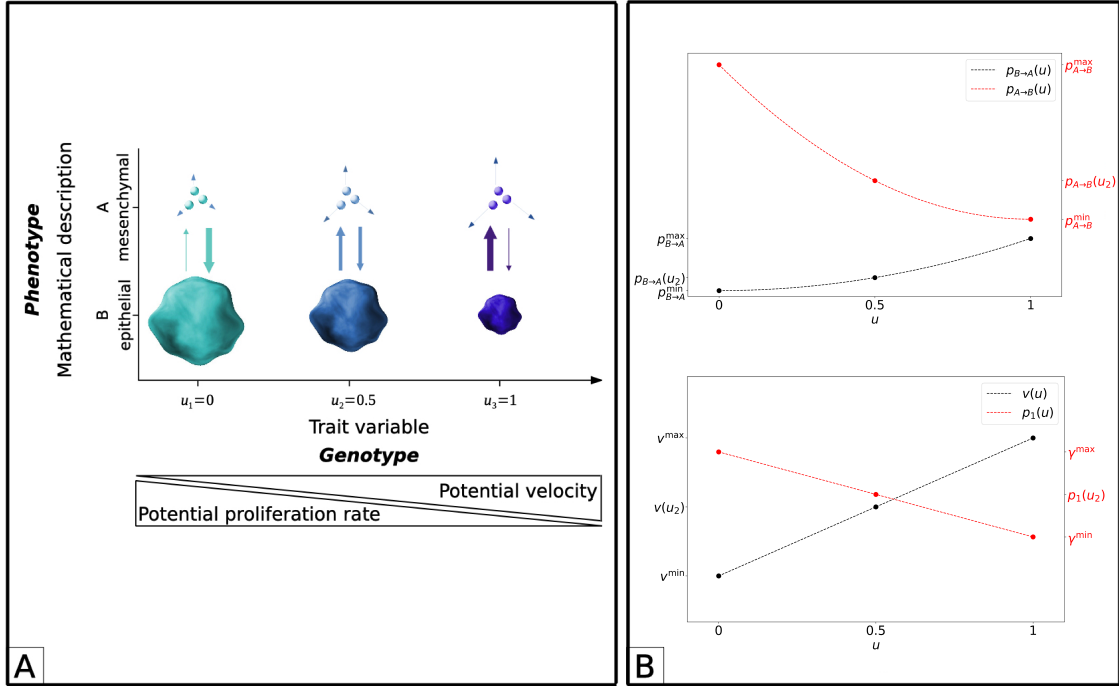 Phenotype
Mathematical description
A
mesenchymal
B
epithelial
u₁=0
u₂=0.5
u₃=1
Trait variable
Genotype
Potential velocity
Potential proliferation rate
A
p_{B→A}(u)
p_{A→B}(u)
p_{A→B}^{max}
p_{A→B}(u₂)
p_{A→B}^{min}
p_{B→A}^{max}
p_{B→A}(u₂)
p_{B→A}^{min}
0
0.5
1
u
v(u)
p₁(u)
v^{max}
v(u₂)
v^{min}
γ^{max}
p₁(u₂)
γ^{min}
0
0.5
1
u
B